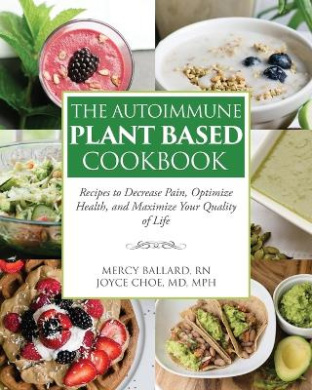 THE AUTOIMMUNE
PLANT BASED
COOKBOOK
Recipes to Decrease Pain, Optimize
Health, and Maximize Your Quality
of Life
MERCY BALLARD, RN
JOYCE CHOE, MD, MPH